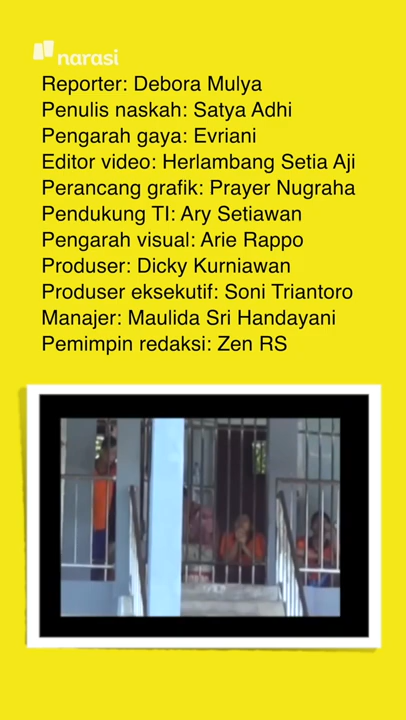 narasi
Reporter: Debora Mulya
Penulis naskah: Satya Adhi
Pengarah gaya: Evriani
Editor video: Herlambang Setia Aji
Perancang grafik: Prayer Nugraha
Pendukung TI: Ary Setiawan
Pengarah visual: Arie Rappo
Produser: Dicky Kurniawan
Produser eksekutif: Soni Triantoro
Manajer: Maulida Sri Handayani
Pemimpin redaksi: Zen RS